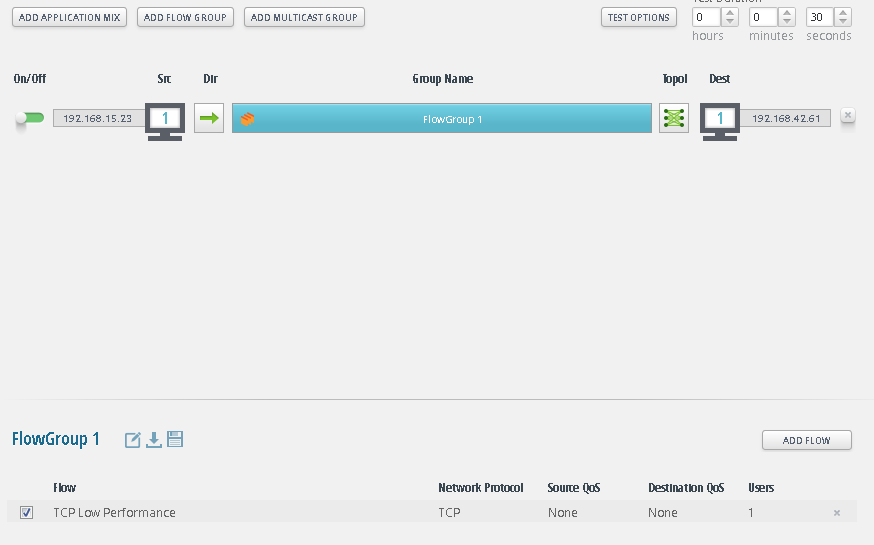 Test Duration
ADD APPLICATION MIX ADD FLOW GROUP ADD MULTICAST GROUP TEST OPTIONS 0 0 30
hours minutes seconds
On/Off Src Dir Group Name Topol Dest
192.168.15.23 1 FlowGroup 1 1 192.168.42.61
FlowGroup 1 ADD FLOW
Flow Network Protocol Source QoS Destination QoS Users
TCP Low Performance TCP None None 1